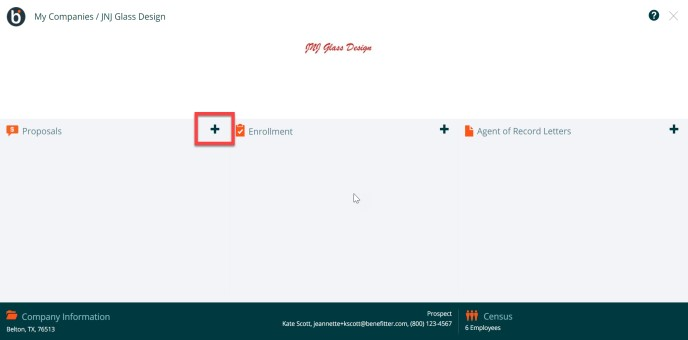 My Companies / JNJ Glass Design
JNJ Glass Design
Proposals
Enrollment
Agent of Record Letters
Company Information
Belton, TX, 76513
Prospect
Kate Scott, jeannette+kscott@benefitter.com, (800) 123-4567
Census
6 Employees